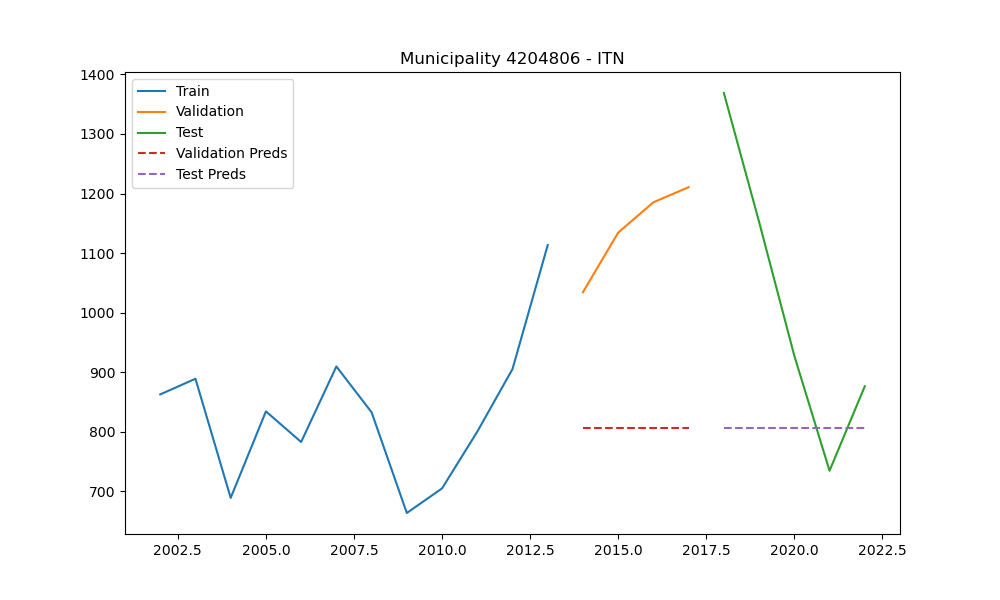 Municipality 4204806 - ITN
1400
1300
1200
1100
1000
900
800
700
Train
Validation
Test
Validation Preds
Test Preds
2002.5 2005.0 2007.5 2010.0 2012.5 2015.0 2017.5 2020.0 2022.5